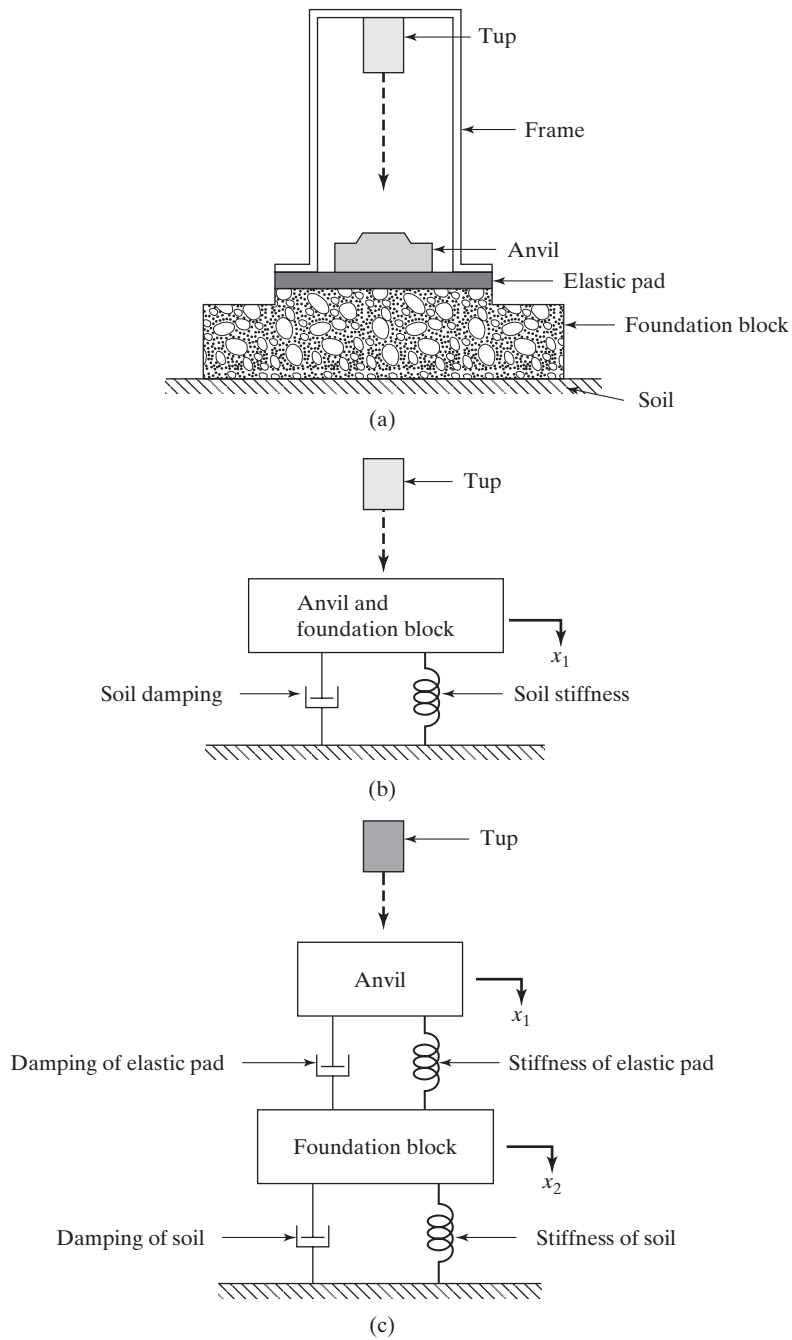 Tup
Frame
Anvil
Elastic pad
Foundation block
Soil
(a)
Tup
Anvil and
foundation block
x1
Soil damping
Soil stiffness
(b)
Tup
Anvil
x1
Damping of elastic pad
Stiffness of elastic pad
Foundation block
x2
Damping of soil
Stiffness of soil
(c)